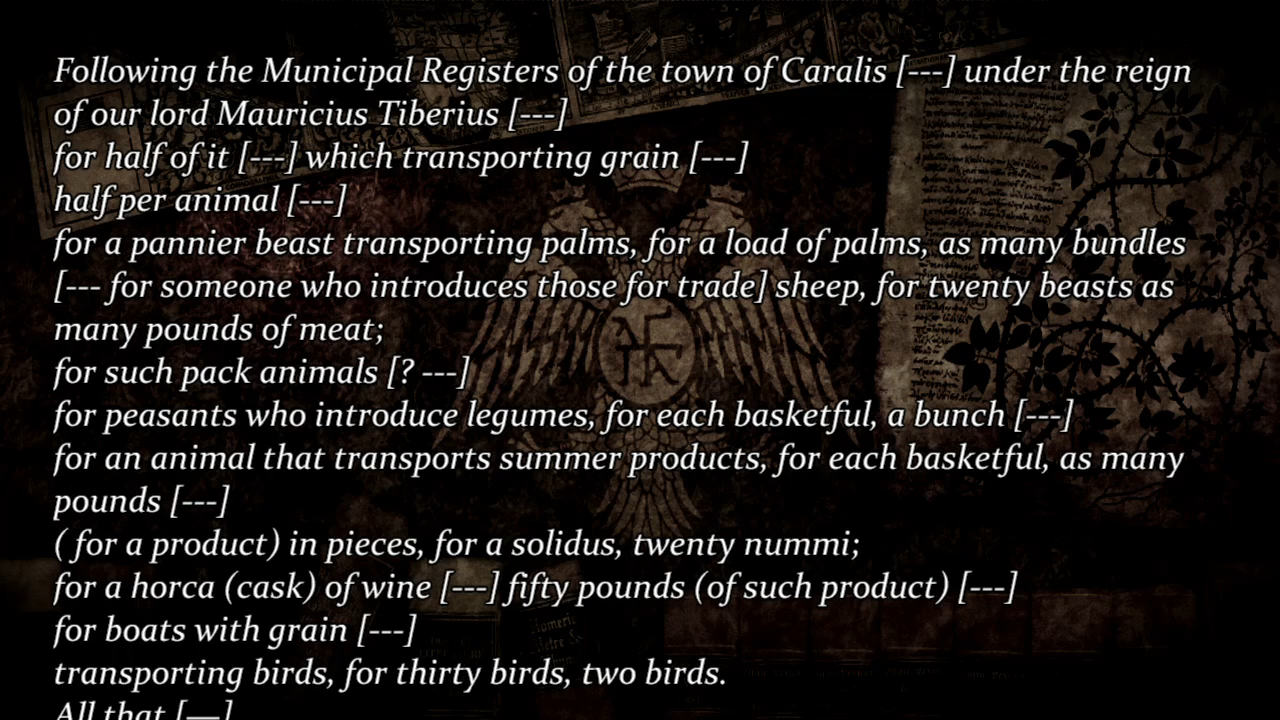 Following the Municipal Registers of the town of Caralis [---] under the reign
of our lord Mauricius Tiberius [---]
for half of it [---] which transporting grain [---]
half per animal [---]
for a pannier beast transporting palms, for a load of palms, as many bundles
[--- for someone who introduces those for trade] sheep, for twenty beasts as
many pounds of meat;
for such pack animals [? ---]
for peasants who introduce legumes, for each basketful, a bunch [---]
for an animal that transports summer products, for each basketful, as many
pounds [---]
(for a product) in pieces, for a solidus, twenty nummi;
for a horca (cask) of wine [---] fifty pounds (of such product) [---]
for boats with grain [---]
transporting birds, for thirty birds, two birds.
All that [---]